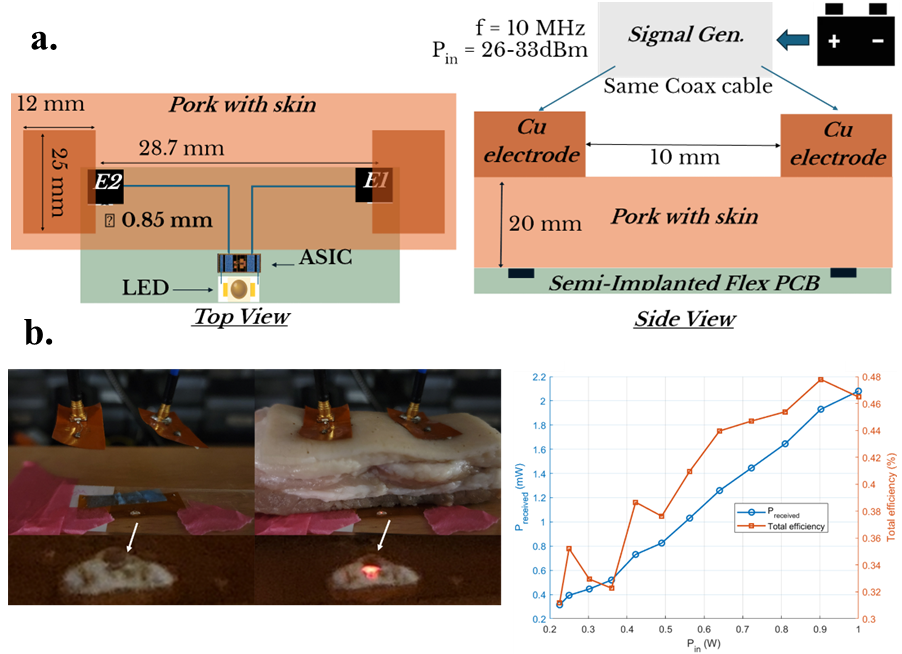 a.
f = 10 MHz
Pin = 26-33dBm
Signal Gen.
+ −
Same Coax cable
12 mm
Pork with skin
25 mm
28.7 mm
E2
E1
0.85 mm
ASIC
LED
Top View
Cu
electrode
10 mm
Cu
electrode
20 mm
Pork with skin
Semi-Implanted Flex PCB
Side View
b.
Preceived (mW)
2.2
2
1.8
1.6
1.4
1.2
1
0.8
0.6
0.4
0.2
Preceived
Total efficiency
0.48
0.46
0.44
0.42
0.4
0.38
0.36
0.34
0.32
0.3
Total efficiency (%)
0.2 0.3 0.4 0.5 0.6 0.7 0.8 0.9 1
Pin (W)